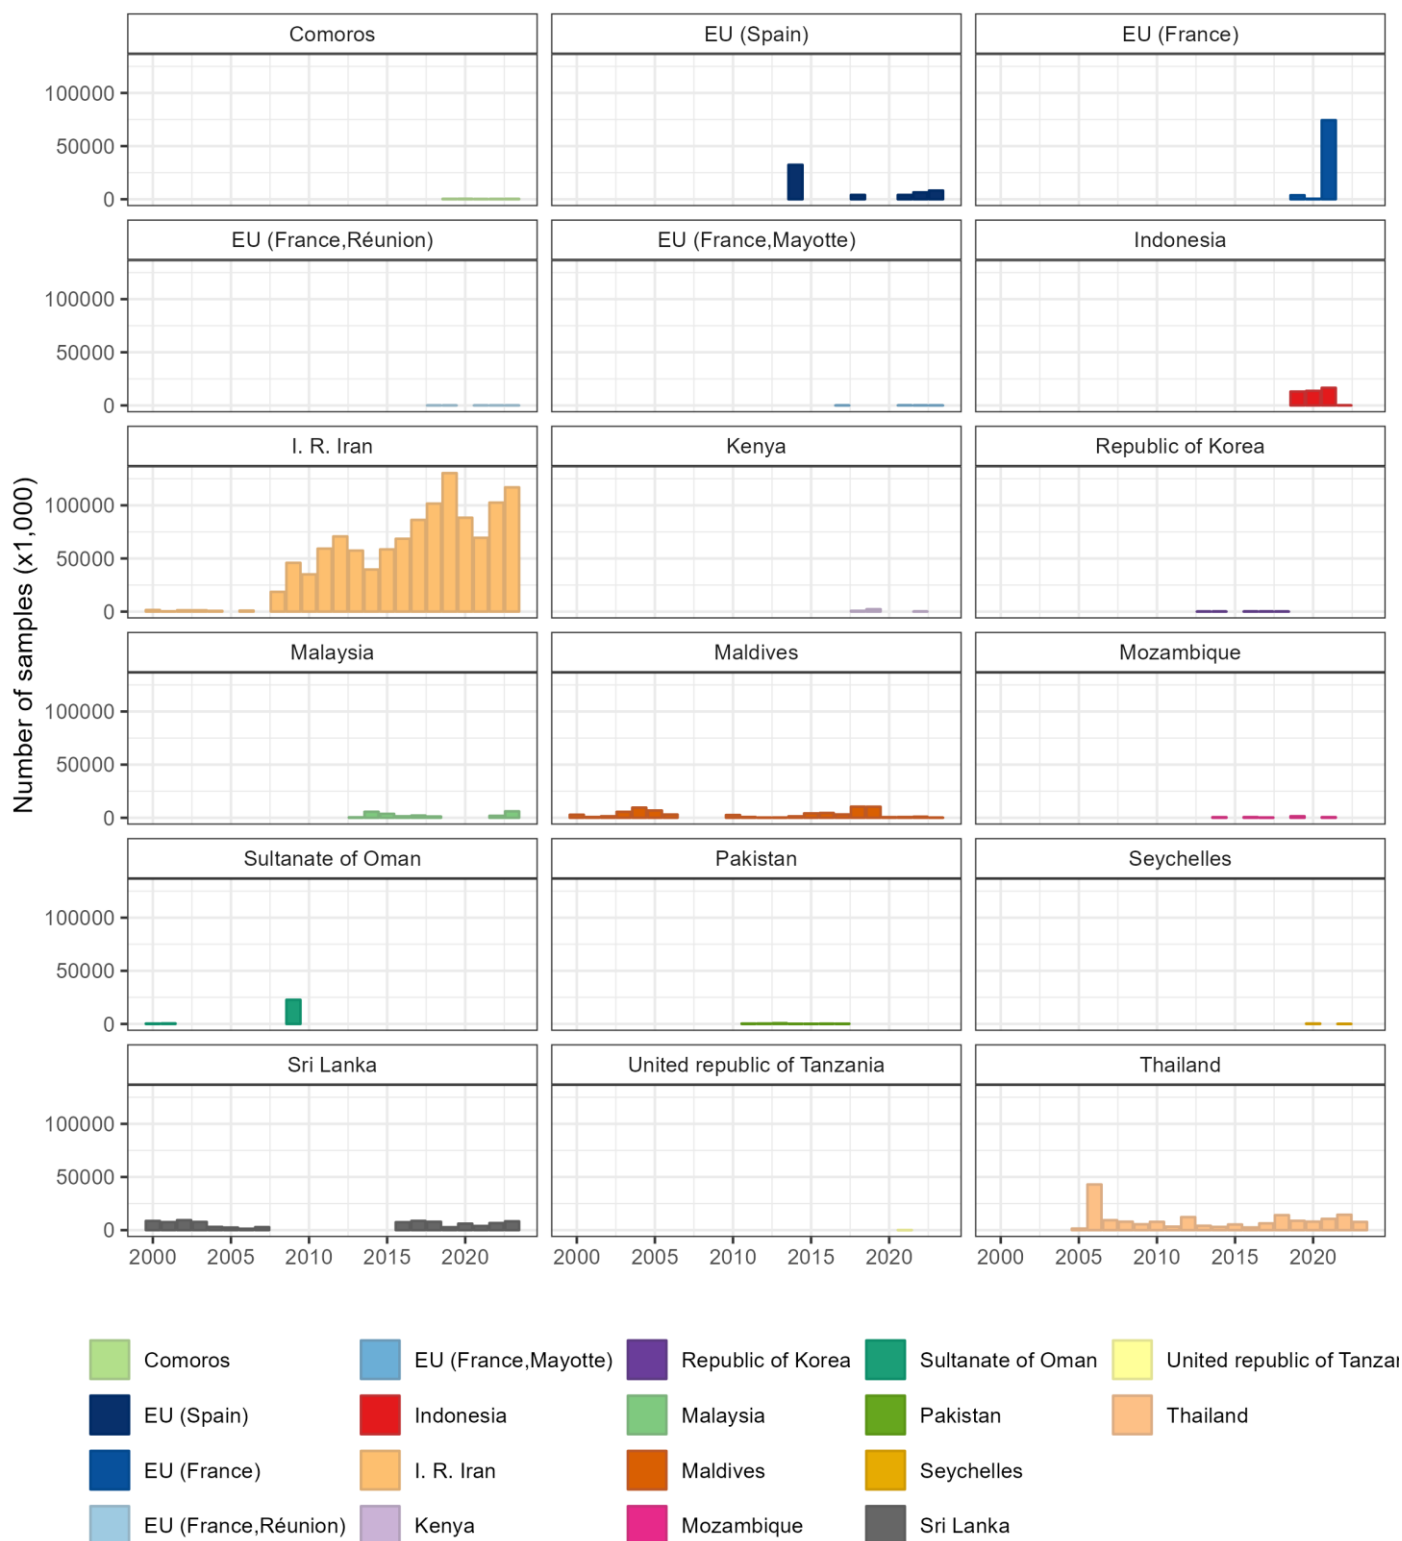 Comoros
EU (Spain)
EU (France)
100000
50000
0
EU (France,Réunion)
EU (France,Mayotte)
Indonesia
100000
50000
0
I. R. Iran
Kenya
Republic of Korea
100000
50000
0
Number of samples (x1,000)
Malaysia
Maldives
Mozambique
100000
50000
0
Sultanate of Oman
Pakistan
Seychelles
100000
50000
0
Sri Lanka
United republic of Tanzania
Thailand
100000
50000
0
2000 2005 2010 2015 2020
2000 2005 2010 2015 2020
2000 2005 2010 2015 2020
Comoros
EU (Spain)
EU (France)
EU (France,Réunion)
EU (France,Mayotte)
Indonesia
I. R. Iran
Kenya
Republic of Korea
Malaysia
Maldives
Mozambique
Sultanate of Oman
Pakistan
Seychelles
Sri Lanka
United republic of Tanza
Thailand